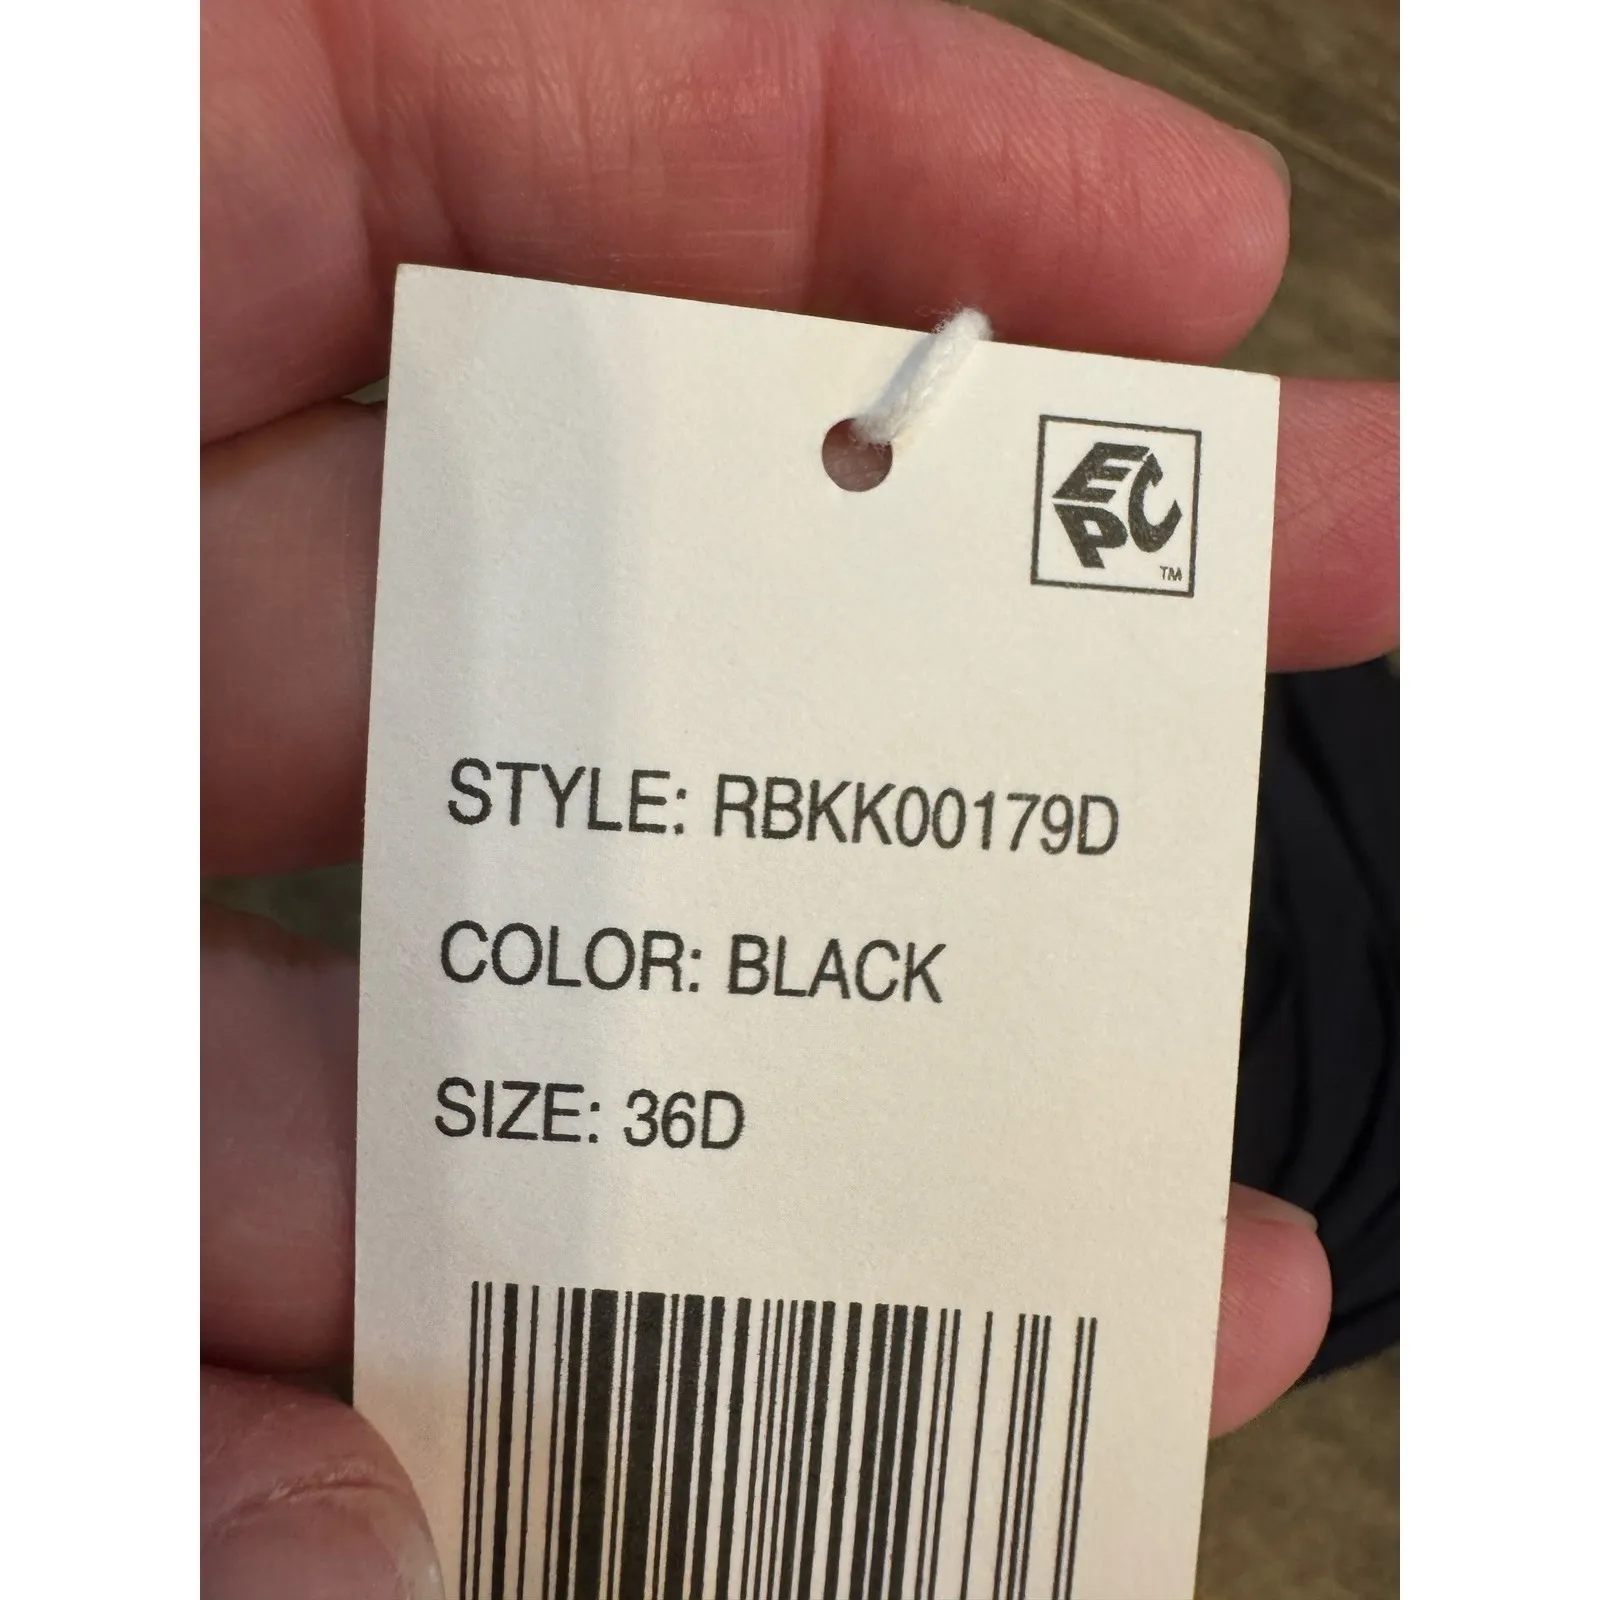 EPC
TM
STYLE: RBKK00179D
COLOR: BLACK
SIZE: 36D